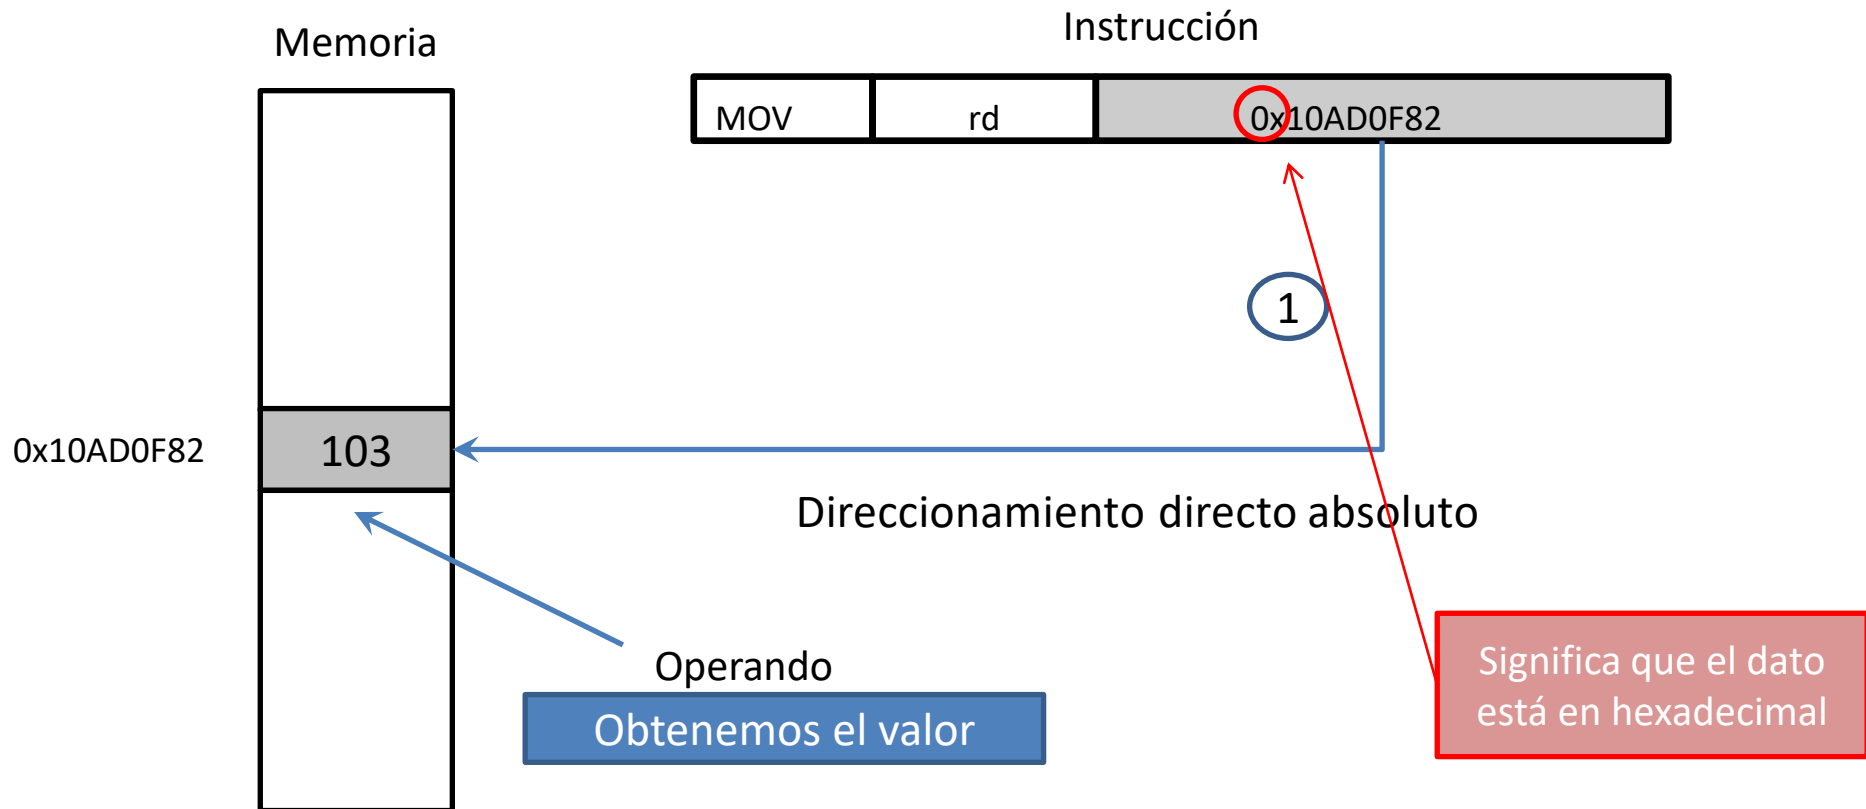 Instrucción
Memoria
MOV rd 0x10AD0F82
1
0x10AD0F82 103
Direccionamiento directo absoluto
Operando
Obtenemos el valor
Significa que el dato
está en hexadecimal